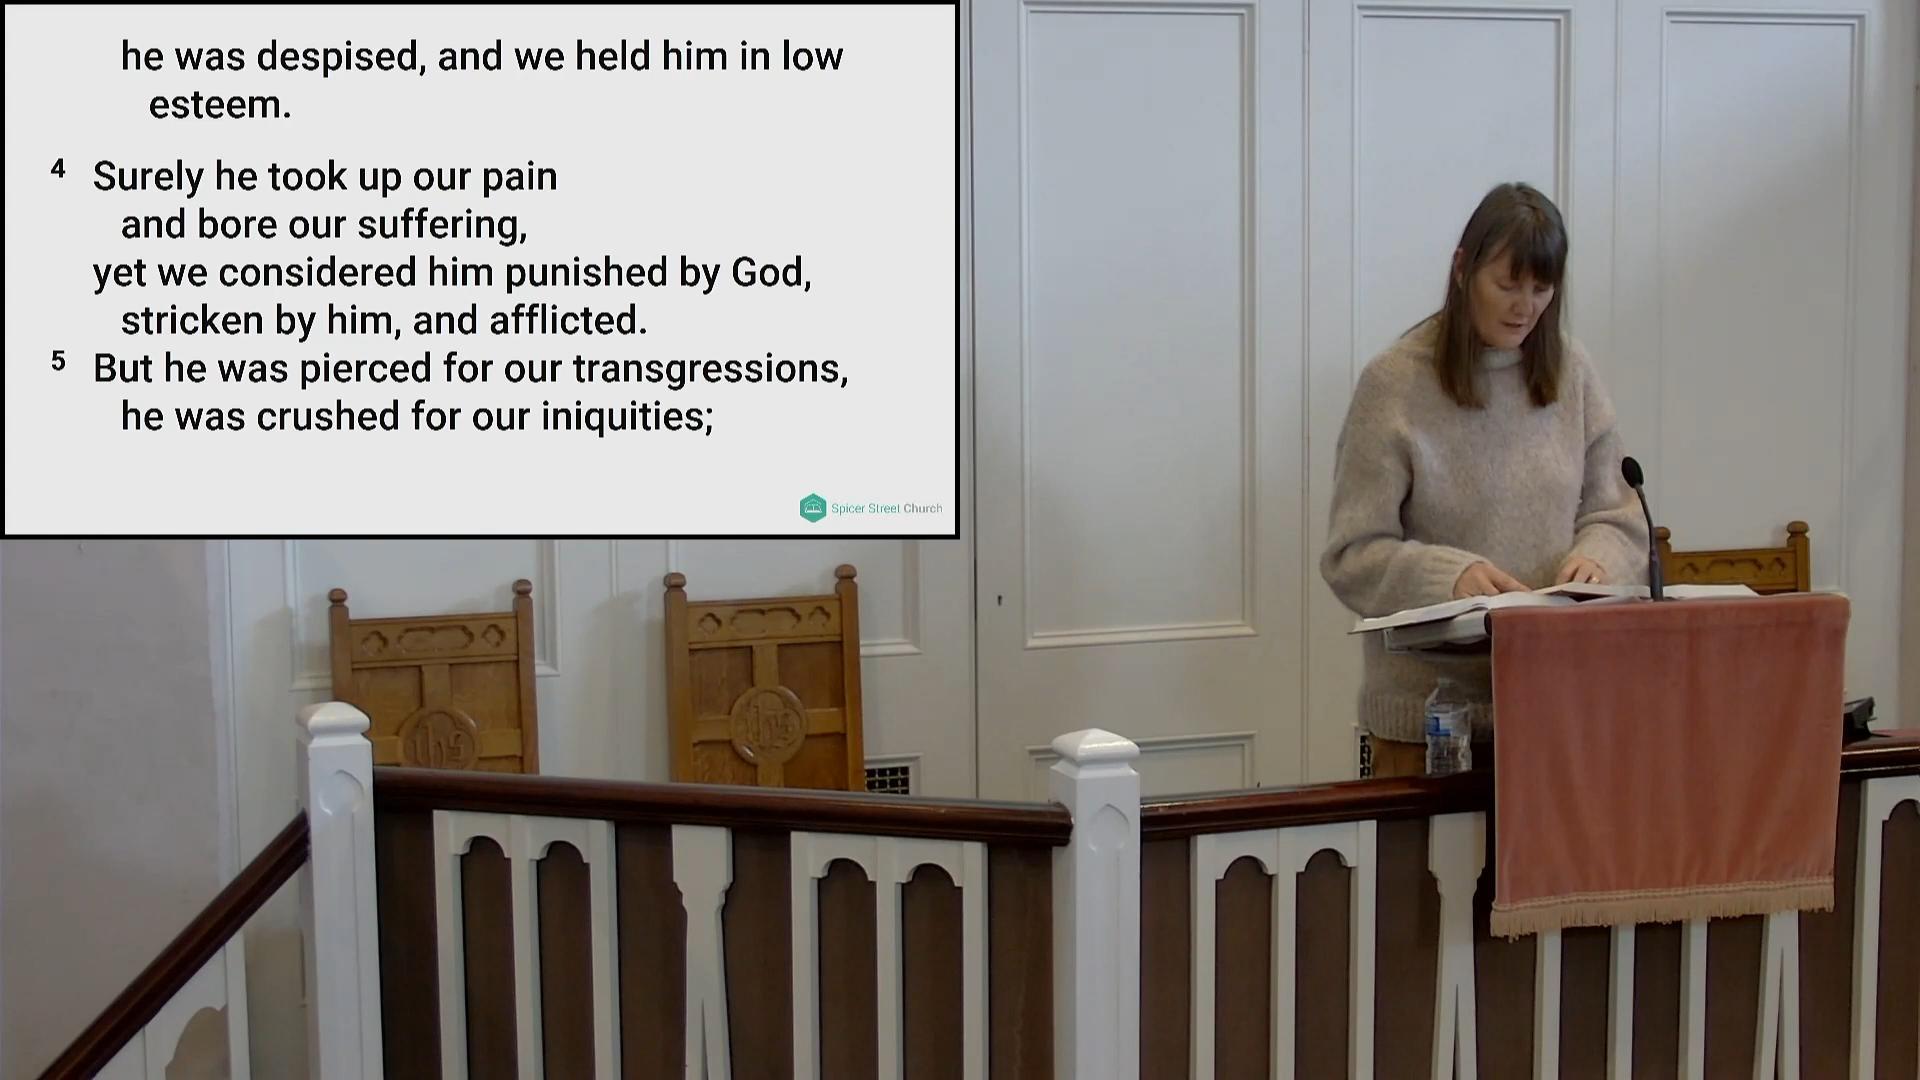 he was despised, and we held him in low
esteem.
4 Surely he took up our pain
and bore our suffering,
yet we considered him punished by God,
stricken by him, and afflicted.
5 But he was pierced for our transgressions,
he was crushed for our iniquities;
Spicer Street Church
ihs
ihs